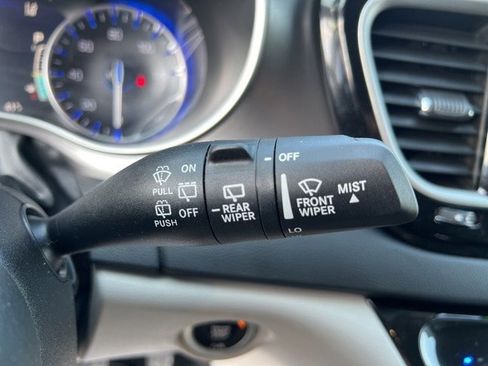 P
ON
PULL
OFF
PUSH
REAR
WIPER
OFF
FRONT
WIPER
MIST
LO